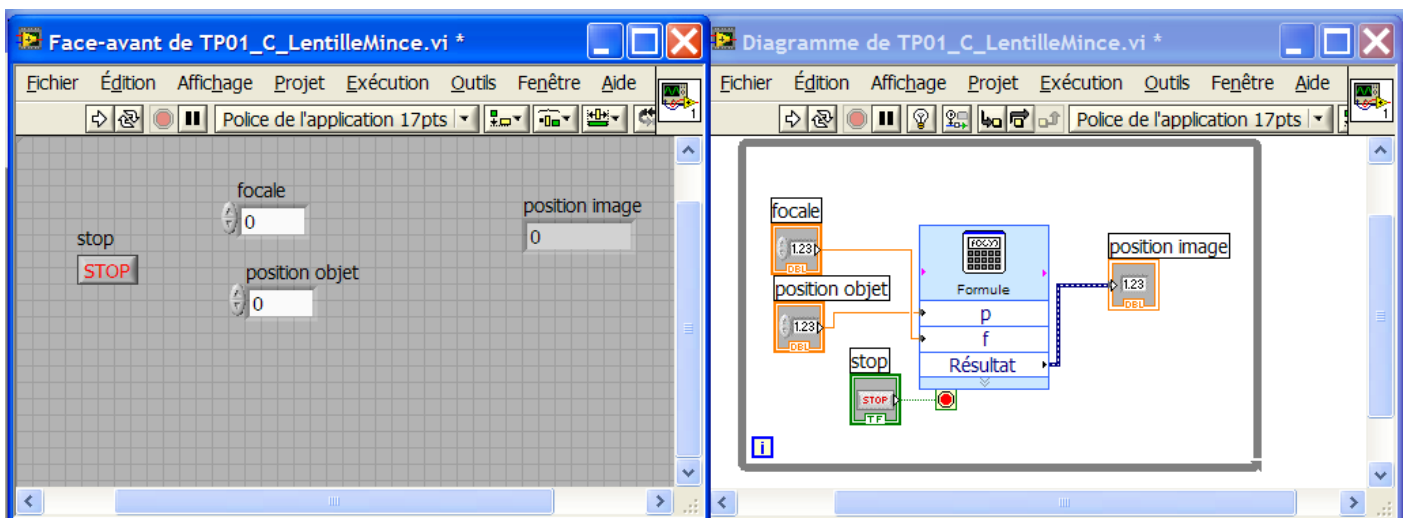 Face-avant de TP01_C_LentilleMince.vi *
Fichier Édition Affichage Projet Exécution Outils Fenêtre Aide
1
Police de l'application 17pts
focale
0
position image
0
stop
STOP
position objet
0
Diagramme de TP01_C_LentilleMince.vi *
Fichier Édition Affichage Projet Exécution Outils Fenêtre Aide
1
Police de l'application 17pts
focale
1.23
DBL
position objet
1.23
DBL
Formule
p
f
Résultat
position image
1.23
DBL
stop
STOP
TF
i